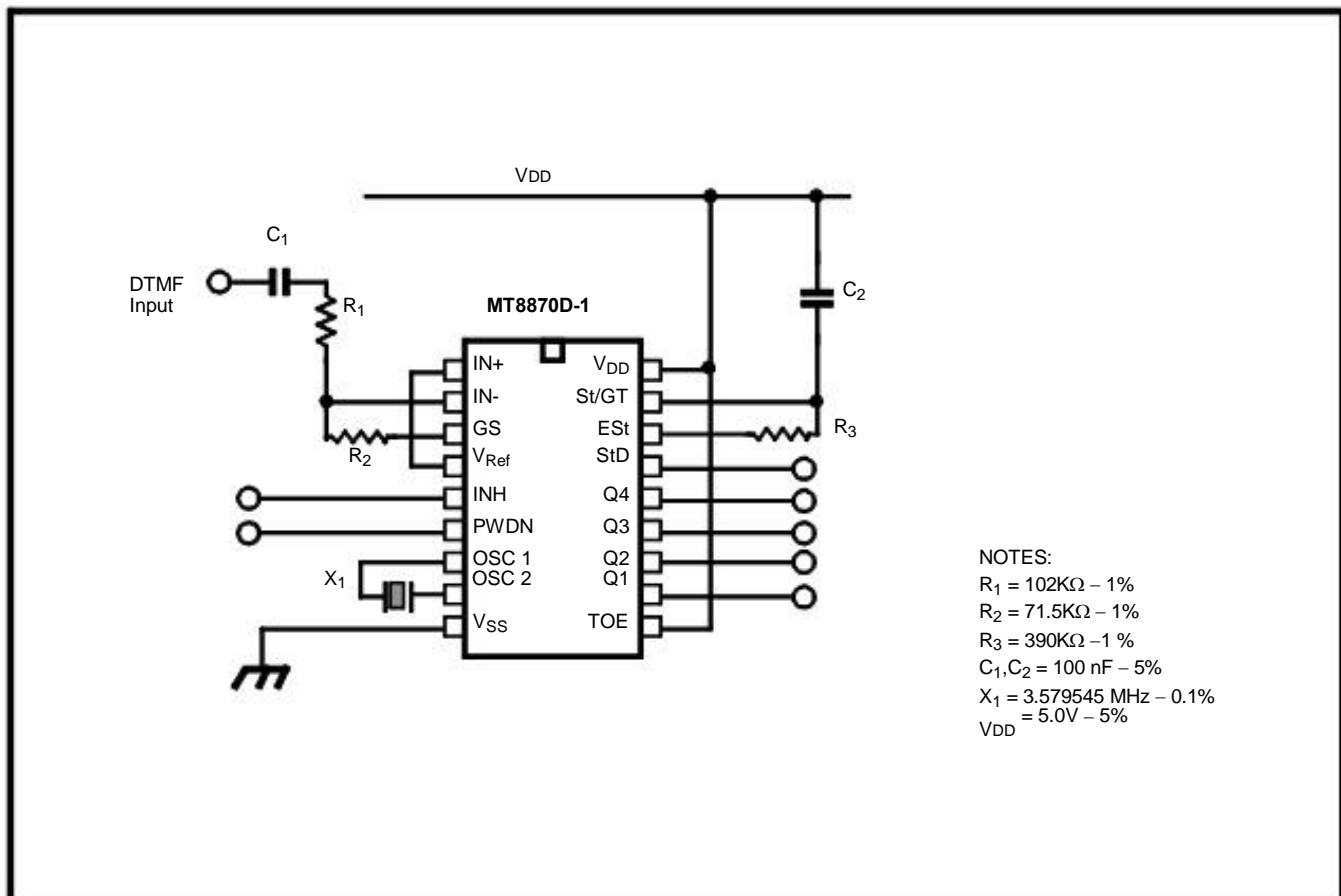 VDD
C1
DTMF
Input
R1
MT8870D-1
C2
IN+
VDD
IN-
St/GT
GS
ESt
R3
R2
VRef
StD
INH
Q4
PWDN
Q3
OSC 1
Q2
X1
OSC 2
Q1
VSS
TOE
NOTES:
R1 = 102KΩ – 1%
R2 = 71.5KΩ – 1%
R3 = 390KΩ –1 %
C1,C2 = 100 nF – 5%
X1 = 3.579545 MHz – 0.1%
VDD = 5.0V – 5%